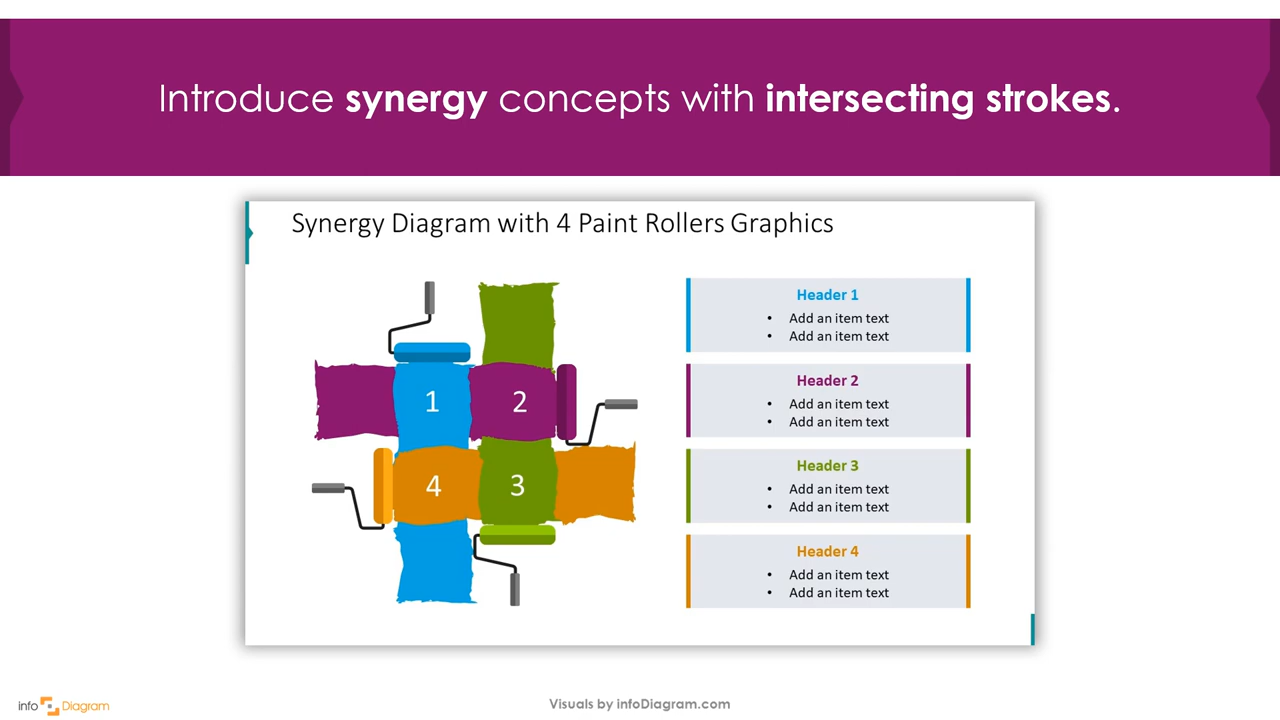 Introduce synergy concepts with intersecting strokes.
Synergy Diagram with 4 Paint Rollers Graphics
1
2
4
3
Header 1
• Add an item text
• Add an item text
Header 2
• Add an item text
• Add an item text
Header 3
• Add an item text
• Add an item text
Header 4
• Add an item text
• Add an item text
info Diagram
Visuals by infoDiagram.com